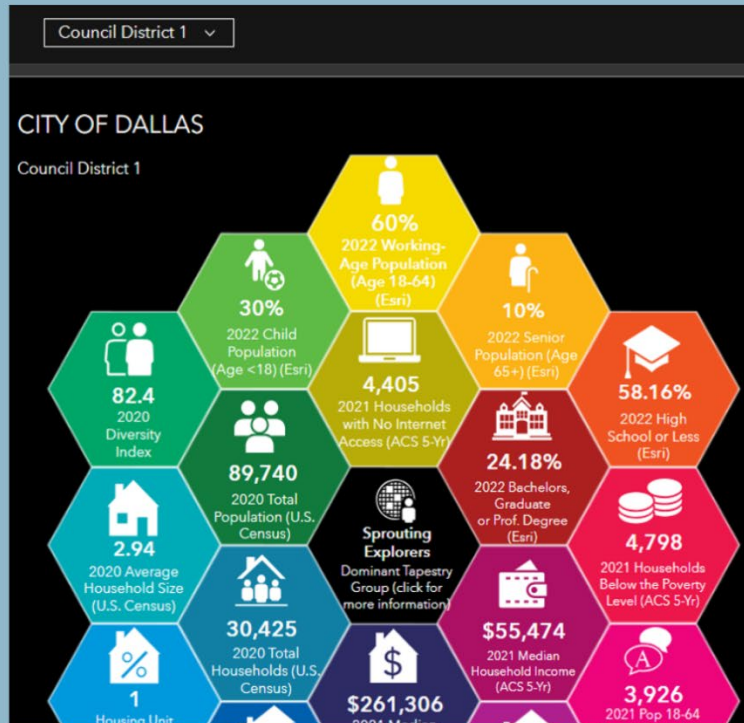 Council District 1
CITY OF DALLAS
Council District 1
60%
2022 Working-
Age Population
(Age 18-64)
(Esri)
30%
2022 Child
Population
(Age <18) (Esri)
10%
2022 Senior
Population (Age
65+) (Esri)
82.4
2020
Diversity
Index
4,405
2021 Households
with No Internet
Access (ACS 5-Yr)
58.16%
2022 High
School or Less
(Esri)
89,740
2020 Total
Population (U.S.
Census)
24.18%
2022 Bachelors,
Graduate
or Prof. Degree
(Esri)
2.94
2020 Average
Household Size
(U.S. Census)
Sprouting
Explorers
Dominant Tapestry
Group (click for
more information)
4,798
2021 Households
Below the Poverty
Level (ACS 5-Yr)
30,425
2020 Total
Households (U.S.
Census)
$55,474
2021 Median
Household Income
(ACS 5-Yr)
%
1
Housing Unit
$
$261,306
2021 Median
A
3,926
2021 Pop 18-64